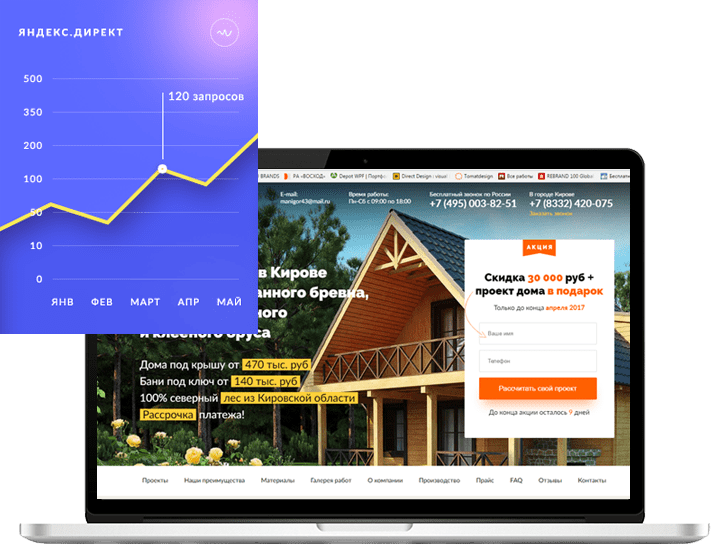 ЯНДЕКС.ДИРЕКТ
500
350
200
100
50
10
0
120 запросов
ЯНВ ФЕВ МАРТ АПР МАЙ
BRANDS РА «ВОСХОД» Depot WPF | Портфо Direct Design : visual Tomatdesign Все работы REBRAND 100 Global Бесплатн
E-mail:
manigor43@mail.ru
Время работы:
Пн-Сб с 09:00 по 18:00
Бесплатный звонок по России
+7 (495) 003-82-51
В городе Кирове
+7 (8332) 420-075
Заказать звонок
в Кирове
анного бревна,
ного
и клееного бруса
Дома под крышу от 470 тыс. руб
Бани под ключ от 140 тыс. руб
100% северный лес из Кировской области
Рассрочка платежа!
АКЦИЯ
Скидка 30 000 руб +
проект дома в подарок
Только до конца апреля 2017
Ваше имя
Телефон
Рассчитать свой проект
До конца акции осталось 9 дней
Проекты Наши преимущества Материалы Галерея работ О компании Производство Прайс FAQ Отзывы Контакты